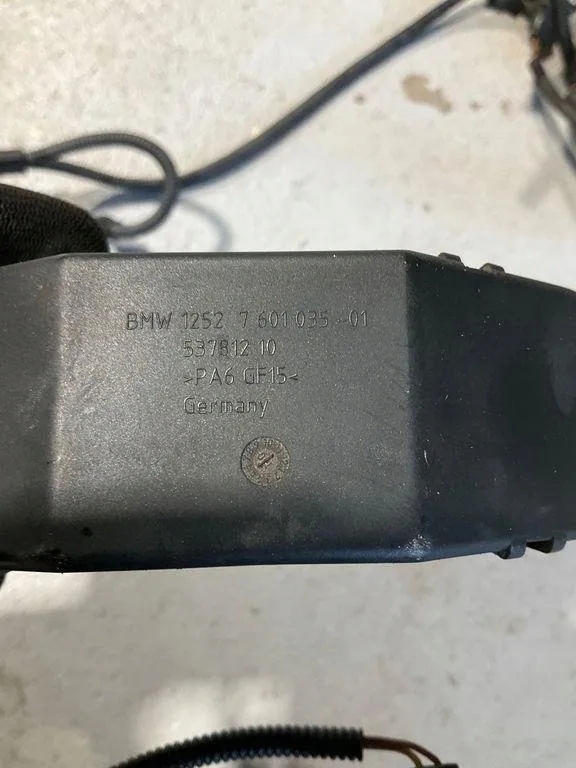 BMW 1252 7 601 035 -01
537812 10
>PA6 GF15<
Germany